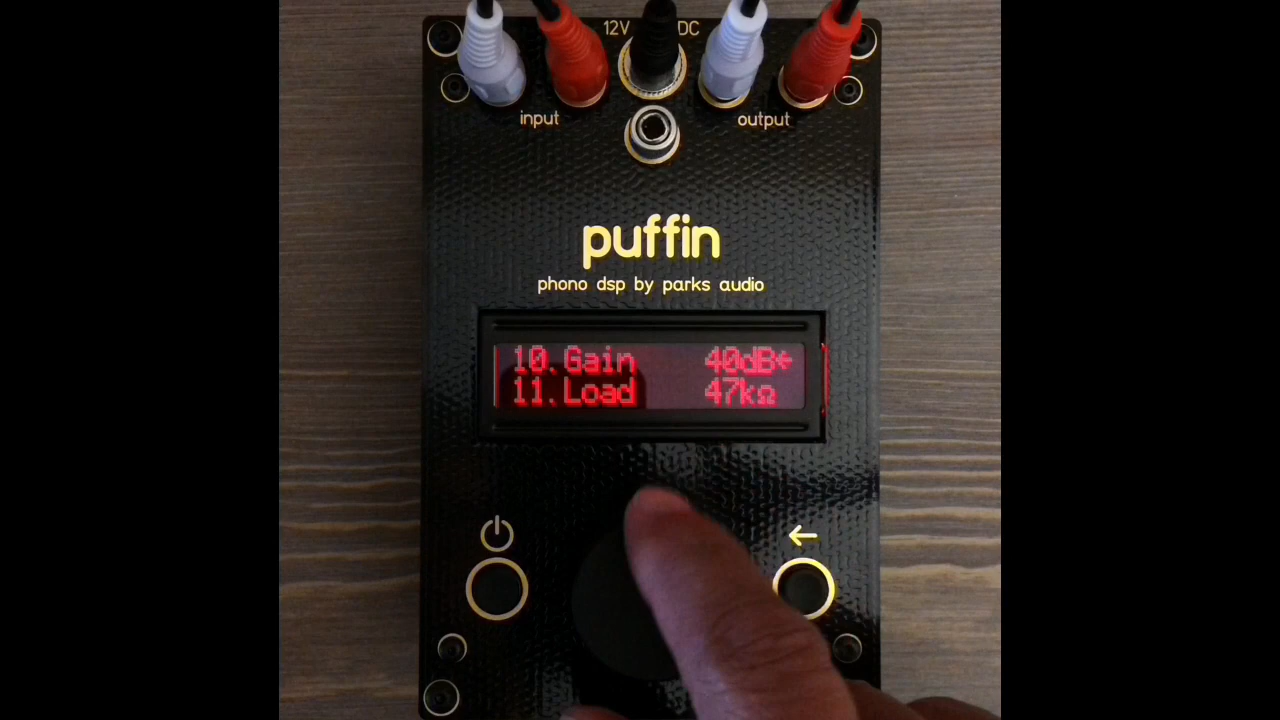 12V DC
input
output
puffin
phono dsp by parks audio
10.Gain 40dB←
11.Load 47kΩ
←